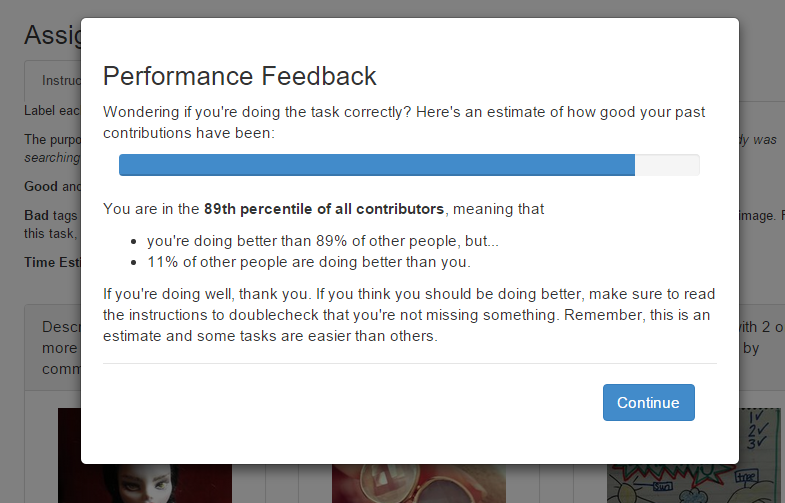 Assig
Performance Feedback
Instruc
Wondering if you're doing the task correctly? Here's an estimate of how good your past
Label eac
contributions have been:
The purpo
dy was
searching
Good and
You are in the 89th percentile of all contributors, meaning that
Bad tags
image. F
this task,
you're doing better than 89% of other people, but...
Time Esti
11% of other people are doing better than you.
If you're doing well, thank you. If you think you should be doing better, make sure to read
the instructions to doublecheck that you're not missing something. Remember, this is an
estimate and some tasks are easier than others.
Descr
with 2 o
more
by
comm
Continue
1✓
2✓
3✓
Sun
tree